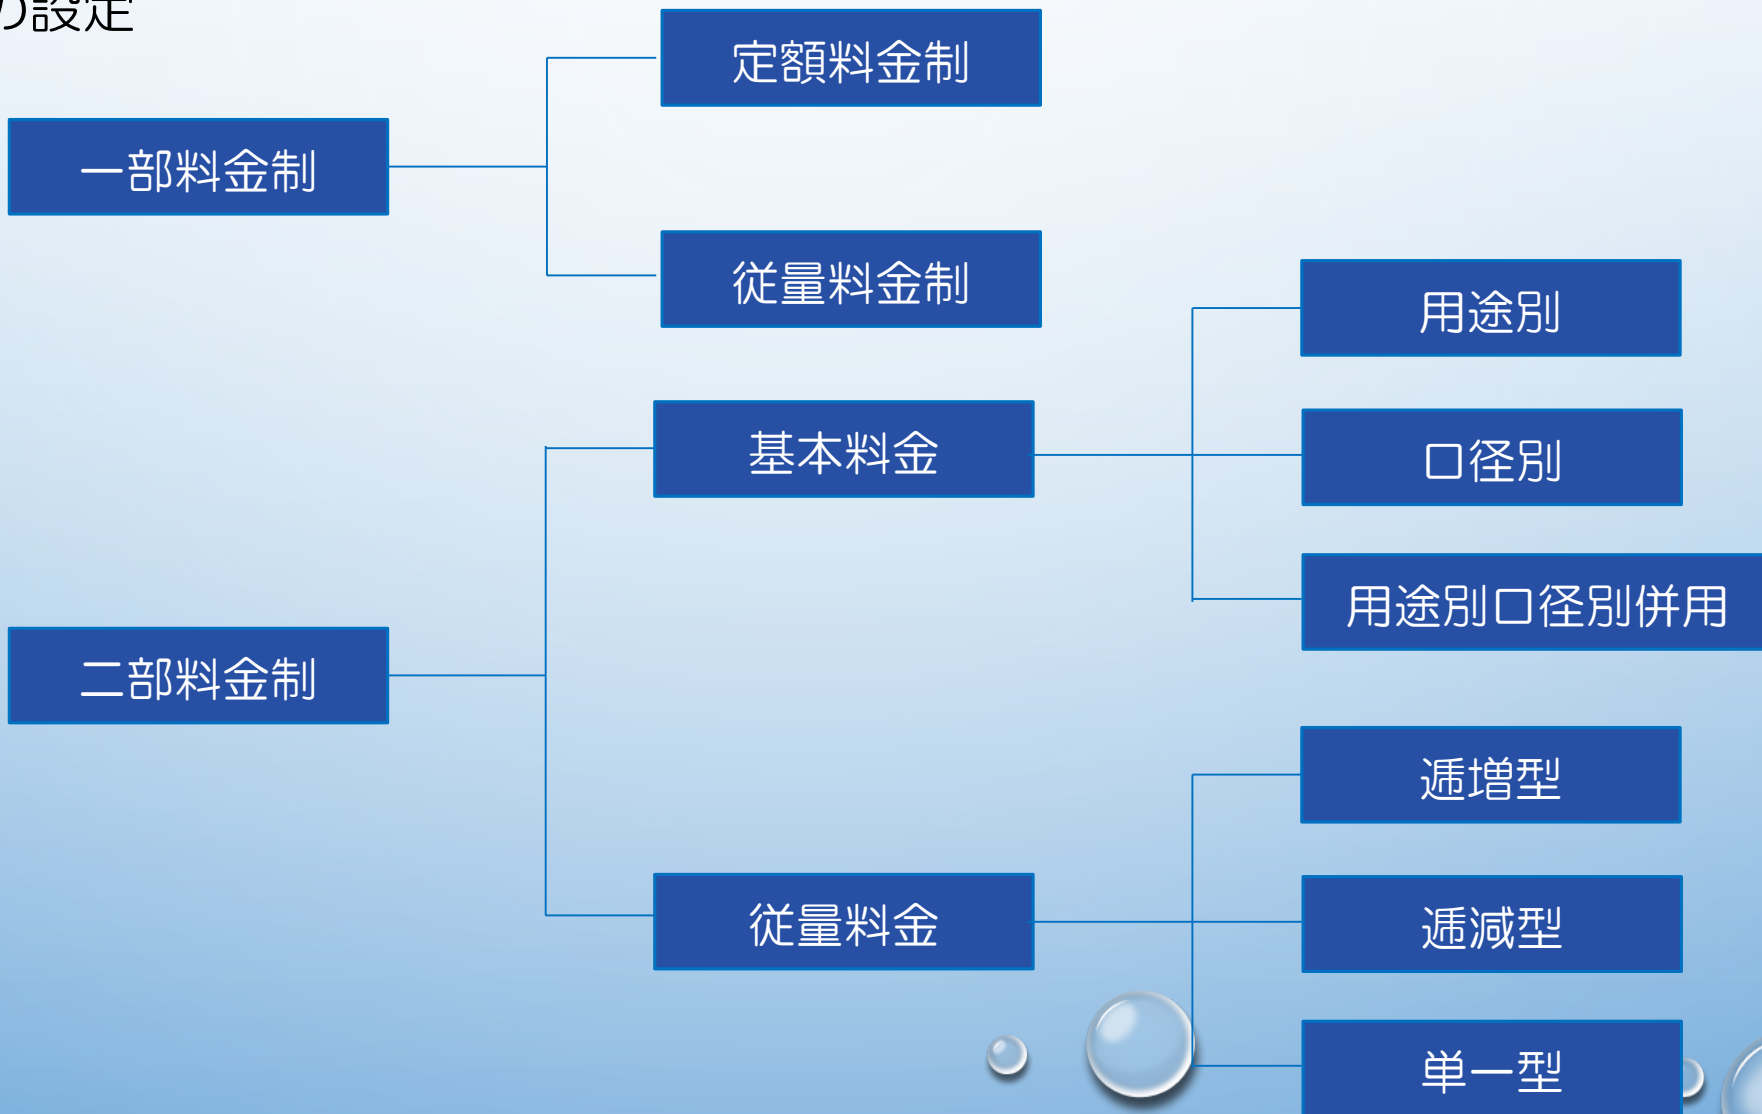 の設定
一部料金制
定額料金制
従量料金制
二部料金制
基本料金
用途別
口径別
用途別口径別併用
従量料金
逓増型
逓減型
単一型